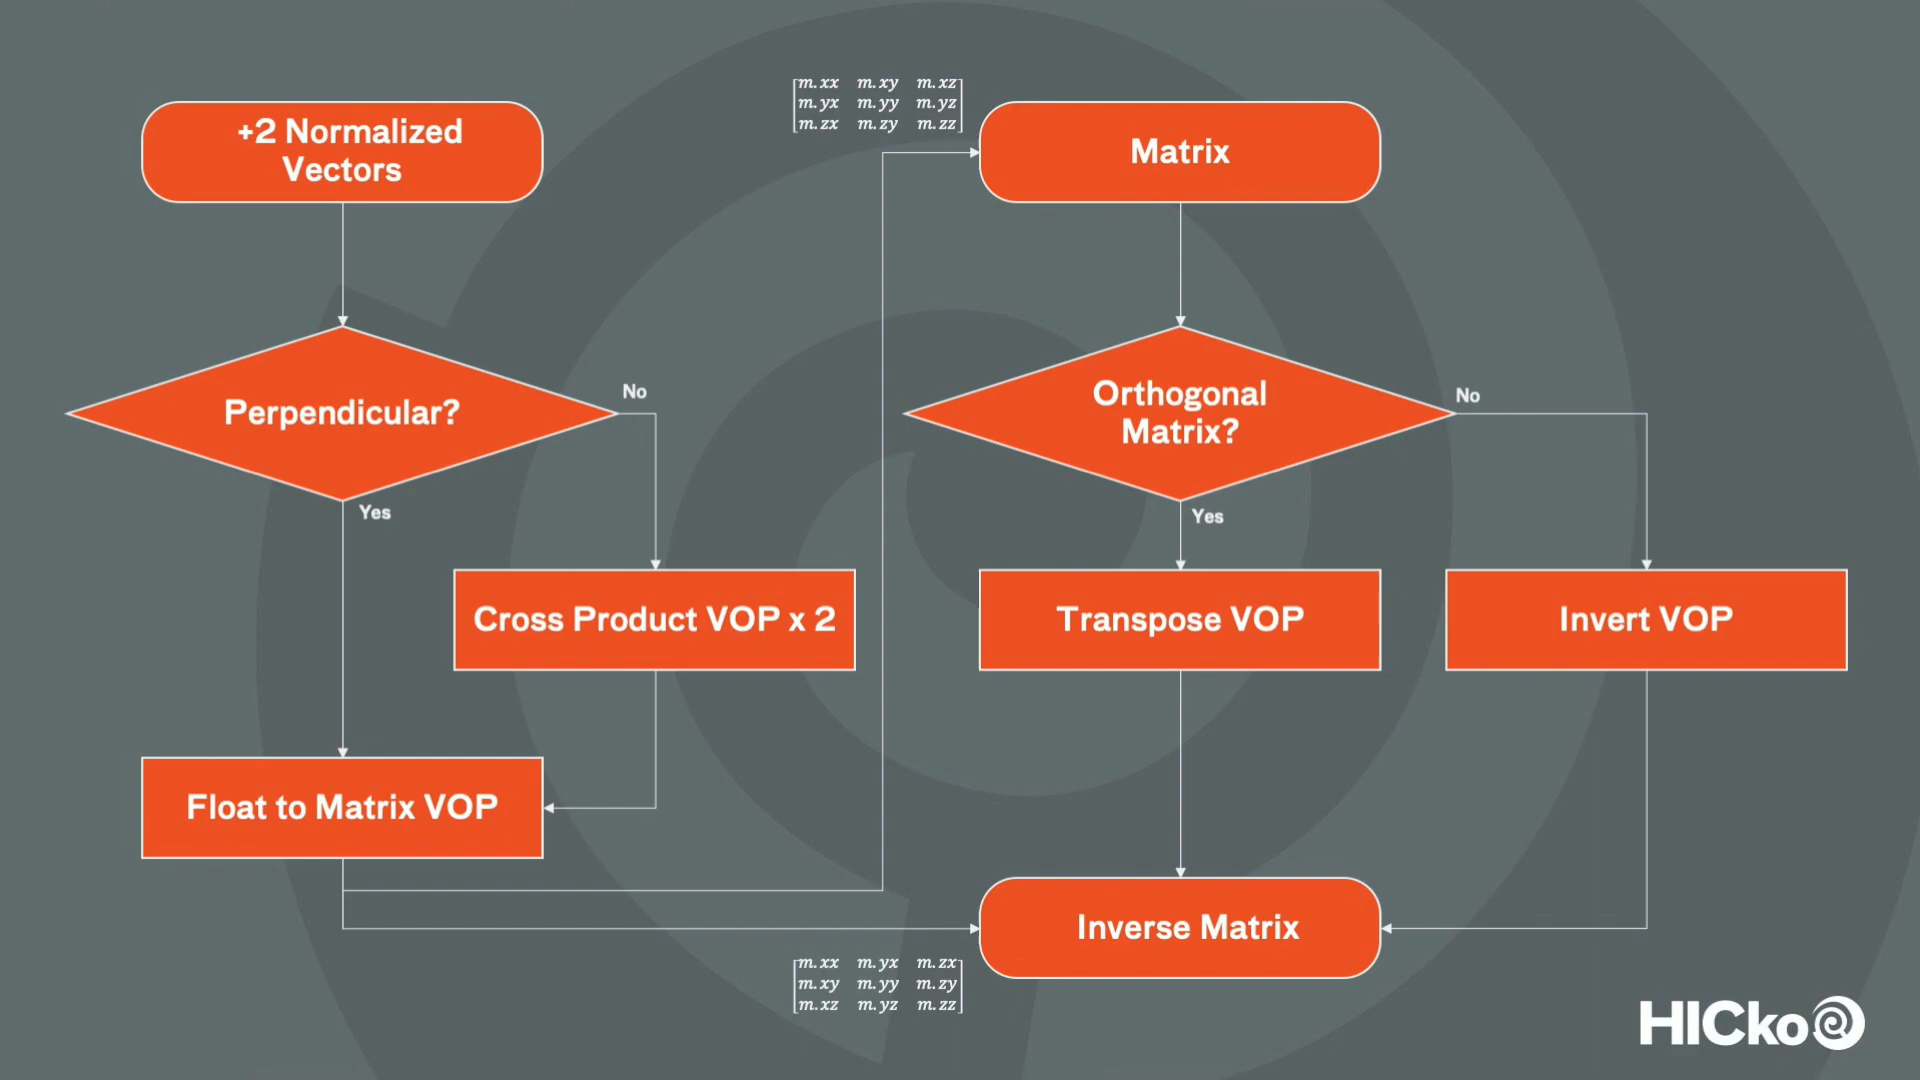 +2 Normalized
Vectors
Perpendicular?
No
Yes
Cross Product VOP x 2
Float to Matrix VOP
m.xx m.xy m.xz
m.yx m.yy m.yz
m.zx m.zy m.zz
Matrix
Orthogonal
Matrix?
No
Yes
Transpose VOP
Invert VOP
Inverse Matrix
m.xx m.yx m.zx
m.xy m.yy m.zy
m.xz m.yz m.zz
HICko